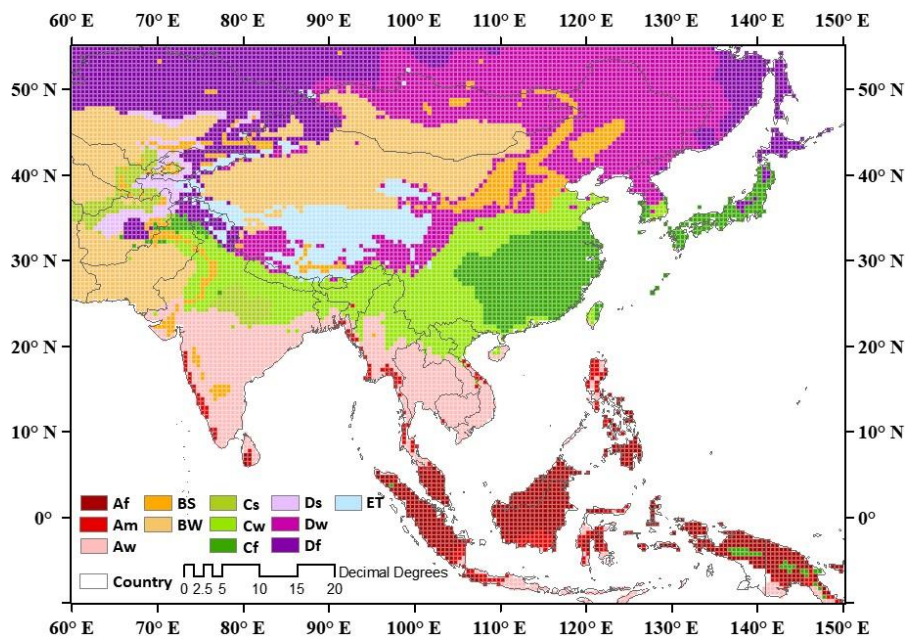 60° E 70° E 80° E 90° E 100° E 110° E 120° E 130° E 140° E 150° E
50° N 50° N
40° N 40° N
30° N 30° N
20° N 20° N
10° N 10° N
0° 0°
Af BS Cs Ds ET
Am BW Cw Dw
Aw Cf Df
Country Decimal Degrees
0 2.5 5 10 15 20
60° E 70° E 80° E 90° E 100° E 110° E 120° E 130° E 140° E 150° E